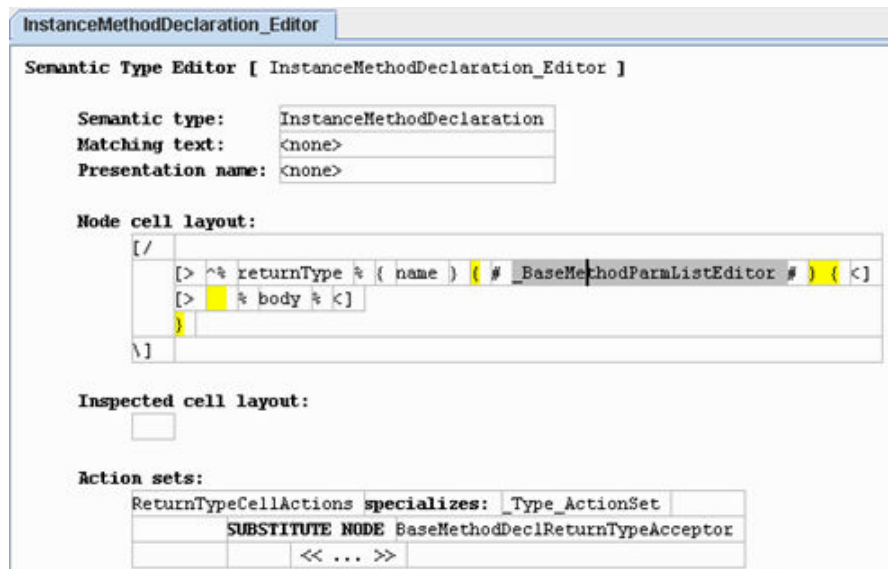 InstanceMethodDeclaration_Editor
Semantic Type Editor [ InstanceMethodDeclaration_Editor ]
Semantic type: InstanceMethodDeclaration
Matching text: <none>
Presentation name: <none>
Node cell layout:
[/
[> ^% returnType % { name } { # _BaseMethodParmListEditor # } { <]
[> % body % <]
}
\]
Inspected cell layout:
Action sets:
ReturnTypeCellActions specializes: _Type_ActionSet
SUBSTITUTE NODE BaseMethodDeclReturnTypeAcceptor
<< ... >>